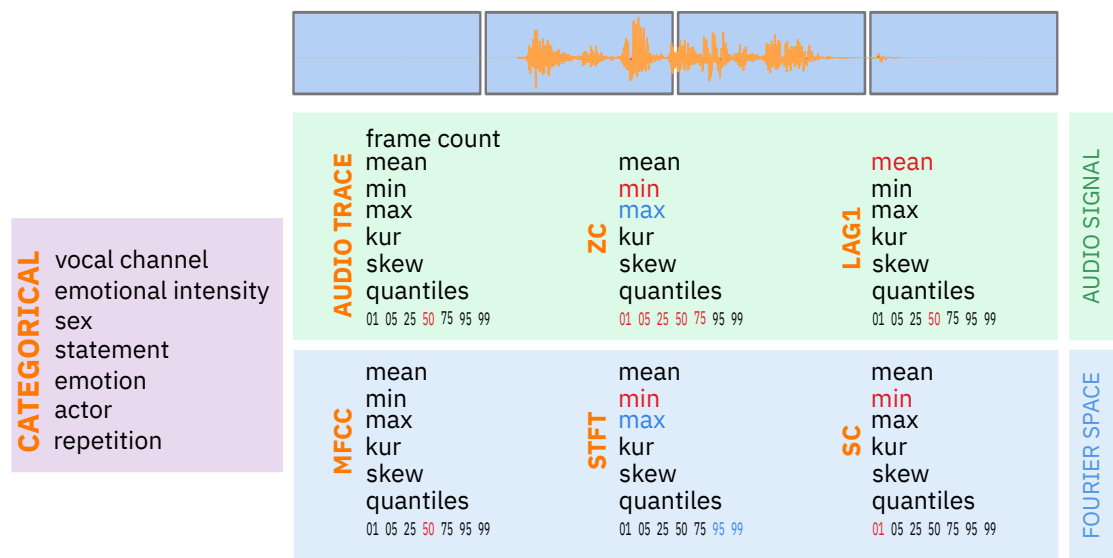 CATEGORICAL
vocal channel
emotional intensity
sex
statement
emotion
actor
repetition
AUDIO TRACE
frame count
mean
min
max
kur
skew
quantiles
01 05 25 50 75 95 99
ZC
mean
min
max
kur
skew
quantiles
01 05 25 50 75 95 99
LAG1
mean
min
max
kur
skew
quantiles
01 05 25 50 75 95 99
AUDIO SIGNAL
MFCC
mean
min
max
kur
skew
quantiles
01 05 25 50 75 95 99
STFT
mean
min
max
kur
skew
quantiles
01 05 25 50 75 95 99
SC
mean
min
max
kur
skew
quantiles
01 05 25 50 75 95 99
FOURIER SPACE